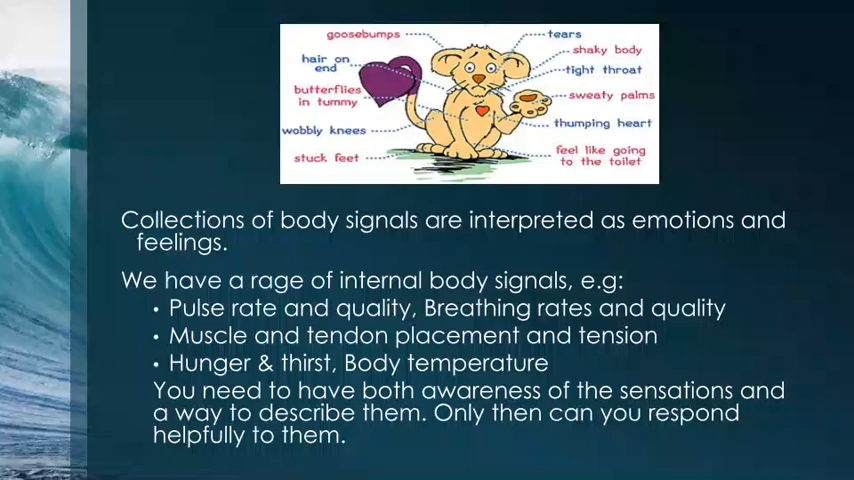 goosebumps
tears
hair on
end
shaky body
tight throat
butterflies
in tummy
sweaty palms
wobbly knees
thumping heart
stuck feet
feel like going
to the toilet
Collections of body signals are interpreted as emotions and
feelings.
We have a rage of internal body signals, e.g:
• Pulse rate and quality, Breathing rates and quality
• Muscle and tendon placement and tension
• Hunger & thirst, Body temperature
You need to have both awareness of the sensations and
a way to describe them. Only then can you respond
helpfully to them.